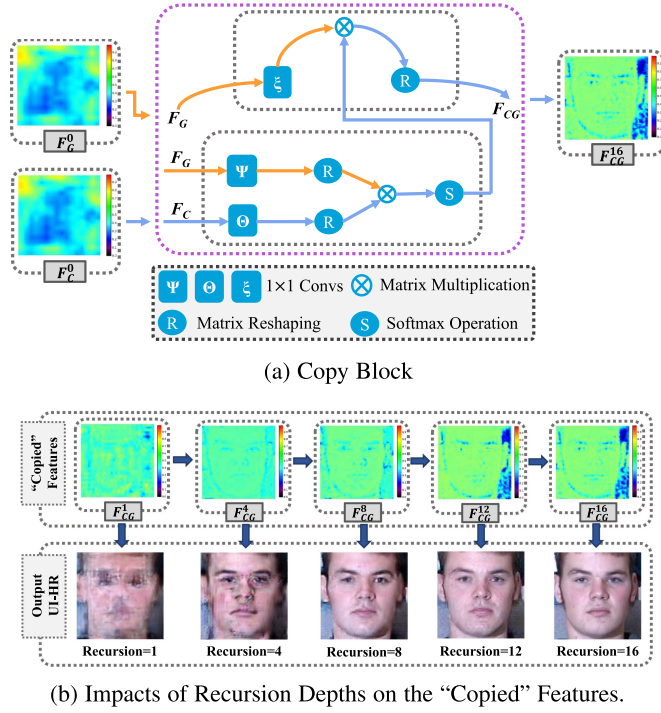 F_G^0
F_C^0
F_G
ξ
R
F_CG
F_CG^16
F_G
Ψ
R
F_C
Θ
R
S
Ψ Θ ξ 1×1 Convs Matrix Multiplication
R Matrix Reshaping S Softmax Operation
(a) Copy Block
“Copied”
Features
F_CG^1 F_CG^4 F_CG^8 F_CG^12 F_CG^16
Output
UI-HR
Recursion=1 Recursion=4 Recursion=8 Recursion=12 Recursion=16
(b) Impacts of Recursion Depths on the “Copied” Features.